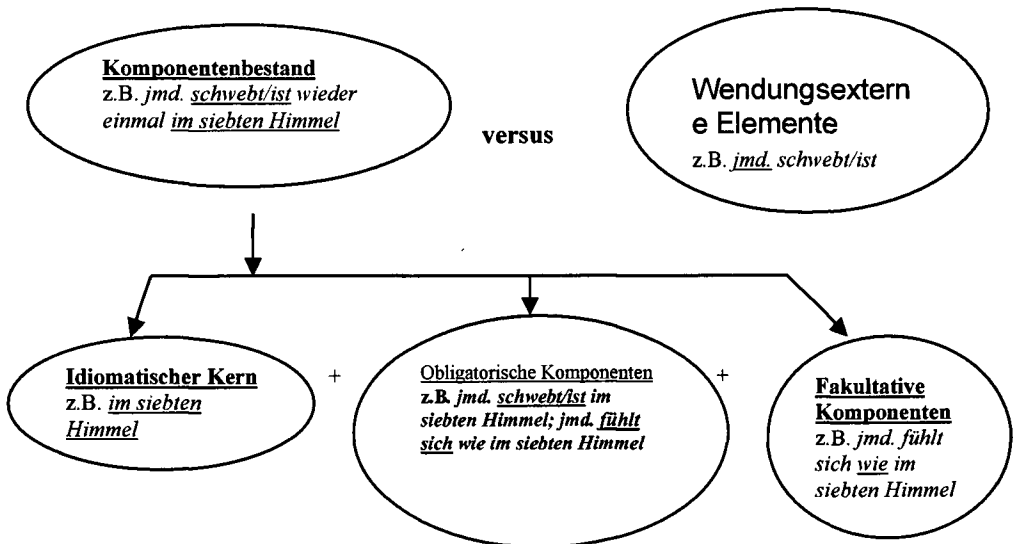 Komponentenbestand
z.B. jmd. schwebt/ist wieder
einmal im siebten Himmel
versus
Wendungsextern
e Elemente
z.B. jmd. schwebt/ist
Idiomatischer Kern
z.B. im siebten
Himmel
+
Obligatorische Komponenten
z.B. jmd. schwebt/ist im
siebten Himmel; jmd. fühlt
sich wie im siebten Himmel
+
Fakultative
Komponenten
z.B. jmd. fühlt
sich wie im
siebten Himmel